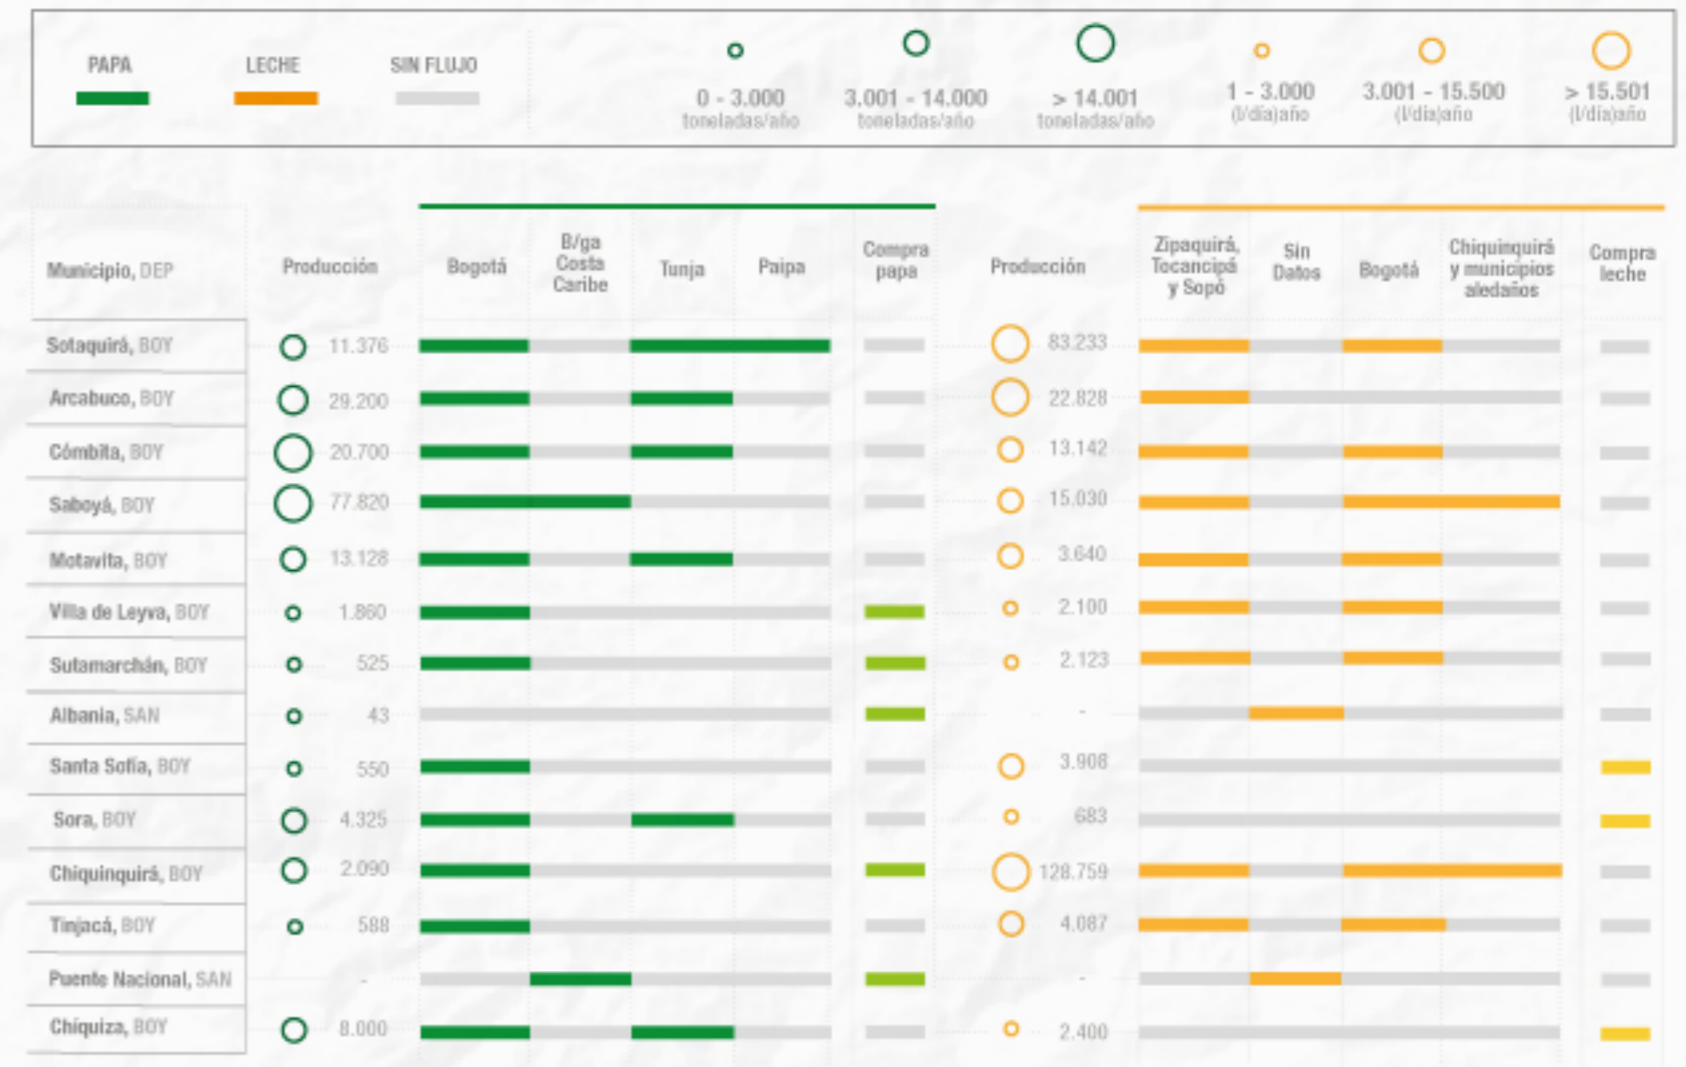 PAPA LECHE SIN FLUJO
0 - 3.000 3.001 - 14.000 > 14.001 1 - 3.000 3.001 - 15.500 > 15.501
toneladas/año toneladas/año toneladas/año (l/día)año (l/día)año (l/día)año
Municipio, DEP
Producción
Bogotá
B/ga
Costa
Caribe
Tunja
Paipa
Compra
papa
Producción
Zipaquirá,
Tocancipá
y Sopó
Sin
Datos
Bogotá
Chiquinquirá
y municipios
aledaños
Compra
leche
Sotaquirá, BOY 11.376 83.233
Arcabuco, BOY 29.200 22.828
Cómbita, BOY 20.700 13.142
Saboyá, BOY 77.820 15.030
Motavita, BOY 13.128 3.640
Villa de Leyva, BOY 1.860 2.100
Sutamarchán, BOY 525 2.123
Albania, SAN 43 -
Santa Sofía, BOY 550 3.908
Sora, BOY 4.325 683
Chiquinquirá, BOY 2.090 128.759
Tinjacá, BOY 588 4.087
Puente Nacional, SAN - -
Chíquiza, BOY 8.000 2.400